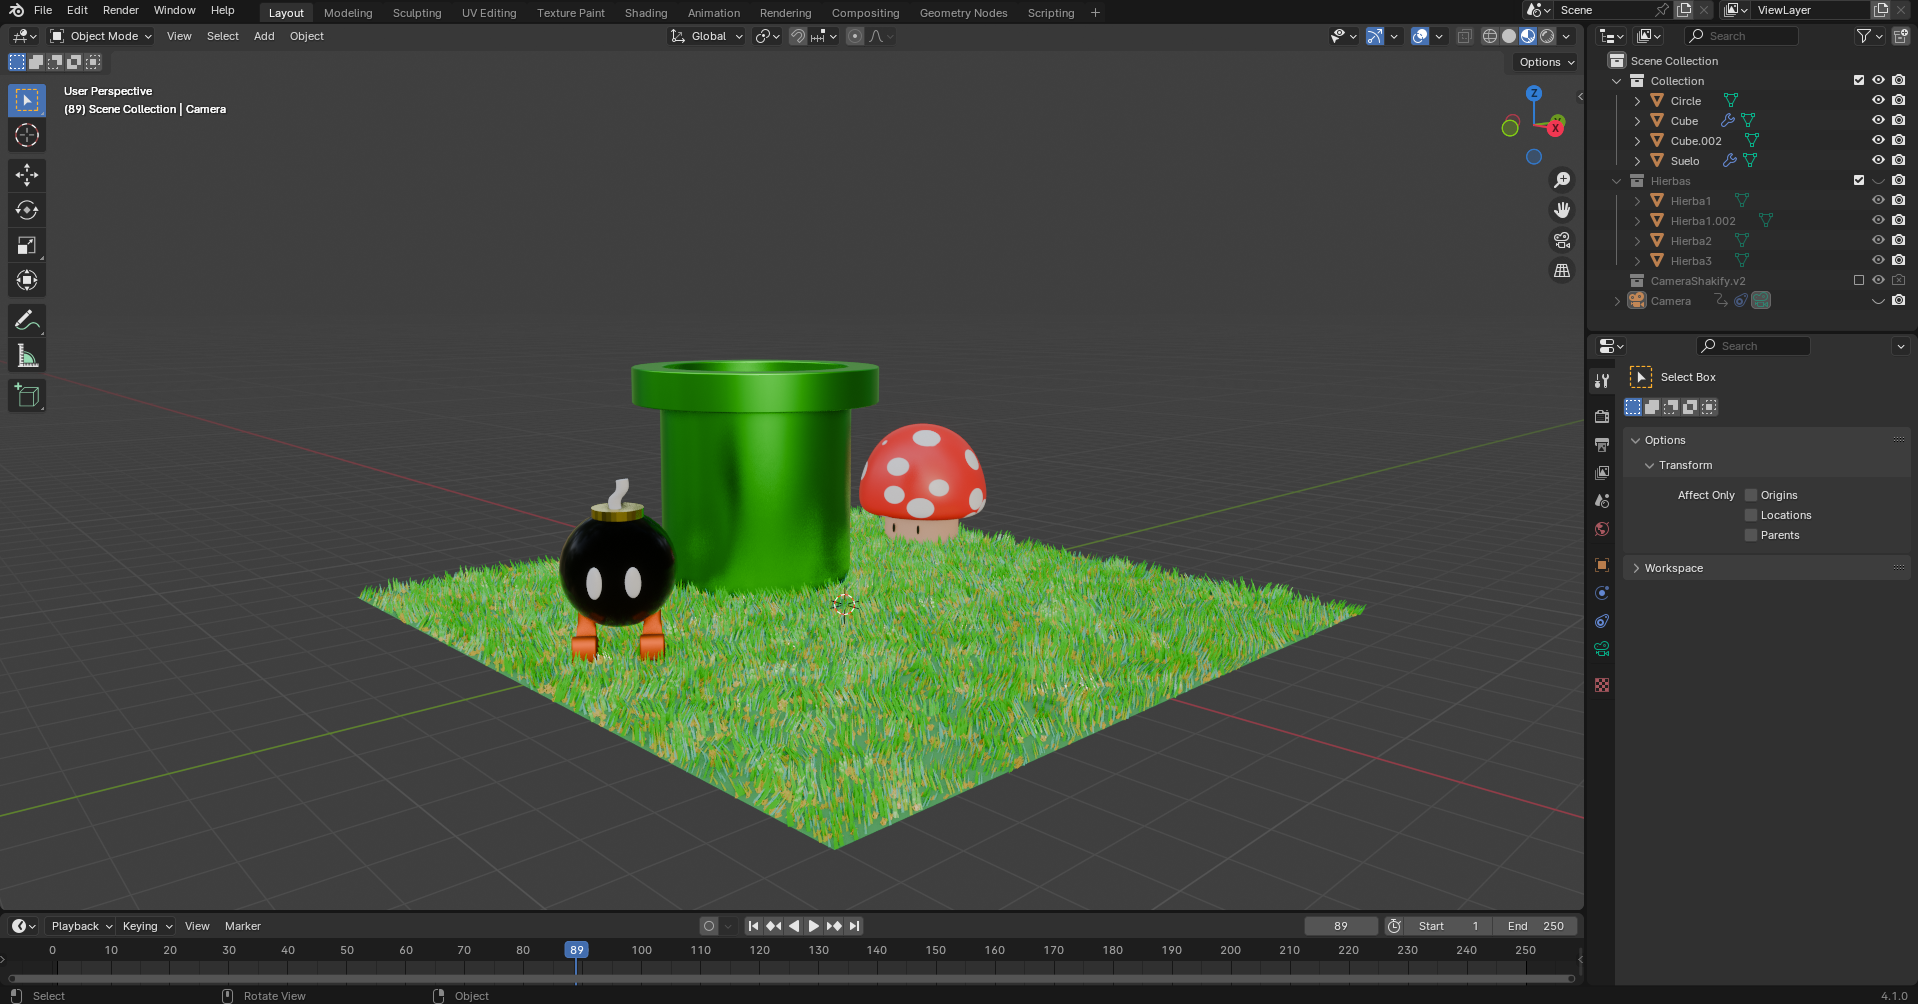 File Edit Render Window Help Layout Modeling Sculpting UV Editing Texture Paint Shading Animation Rendering Compositing Geometry Nodes Scripting + Scene ViewLayer
Object Mode View Select Add Object Global Search
Options
User Perspective
(89) Scene Collection | Camera
Z
X
Scene Collection
Collection
Circle
Cube
Cube.002
Suelo
Hierbas
Hierba1
Hierba1.002
Hierba2
Hierba3
CameraShakify.v2
Camera
Search
Select Box
Options
Transform
Affect Only Origins
Locations
Parents
Workspace
Playback Keying View Marker 89 Start 1 End 250
0 10 20 30 40 50 60 70 80 89 100 110 120 130 140 150 160 170 180 190 200 210 220 230 240 250
Select Rotate View Object 4.1.0